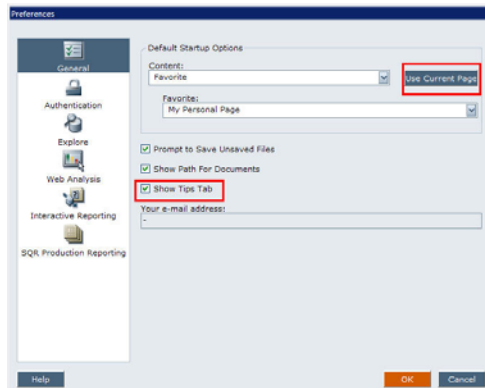 Preferences
General
Authentication
Explore
Web Analysis
Interactive Reporting
SQR Production Reporting
Default Startup Options
Content:
Favorite
Use Current Page
Favorite:
My Personal Page
Prompt to Save Unsaved Files
Show Path For Documents
Show Tips Tab
Your e-mail address:
-
Help
OK
Cancel